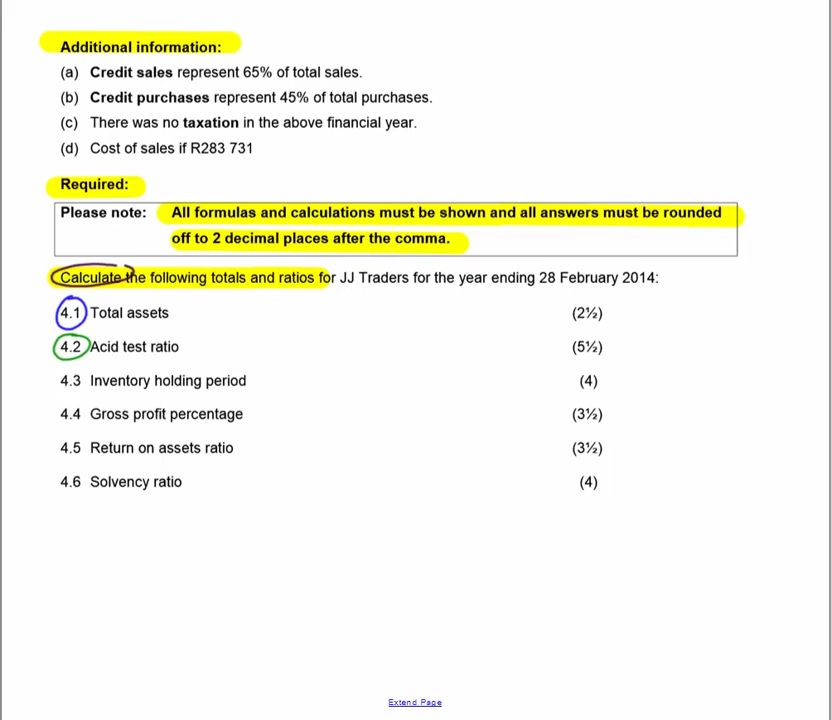 Additional information:
(a) Credit sales represent 65% of total sales.
(b) Credit purchases represent 45% of total purchases.
(c) There was no taxation in the above financial year.
(d) Cost of sales if R283 731
Required:
Please note: All formulas and calculations must be shown and all answers must be rounded
off to 2 decimal places after the comma.
Calculate the following totals and ratios for JJ Traders for the year ending 28 February 2014:
4.1 Total assets (2½)
4.2 Acid test ratio (5½)
4.3 Inventory holding period (4)
4.4 Gross profit percentage (3½)
4.5 Return on assets ratio (3½)
4.6 Solvency ratio (4)
Extend Page